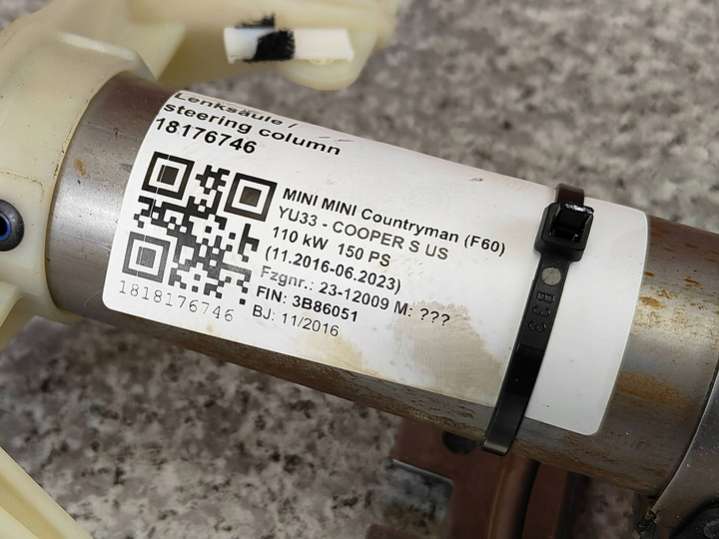 Lenksäule /
steering column
18176746
MINI MINI Countryman (F60)
YU33 - COOPER S US
110 kW 150 PS
(11.2016-06.2023)
Fzgnr.: 23-12009 M: ???
FIN: 3B86051
BJ: 11/2016
1818176746